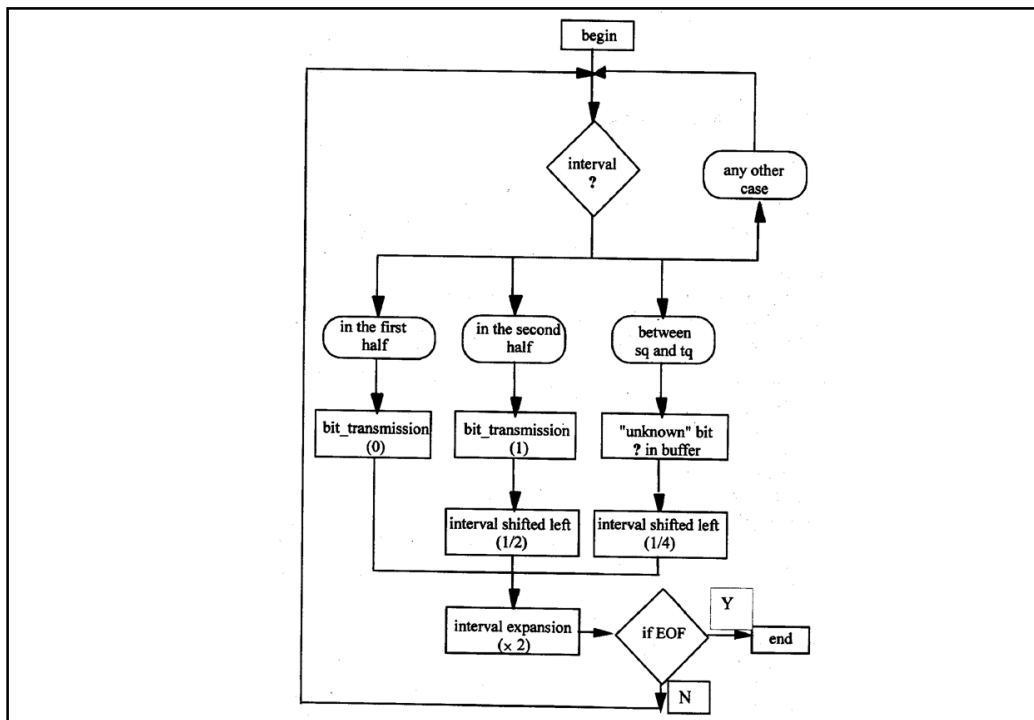 begin
interval
?
any other
case
in the first
half
in the second
half
between
sq and tq
bit_transmission
(0)
bit_transmission
(1)
"unknown" bit
? in buffer
interval shifted left
(1/2)
interval shifted left
(1/4)
interval expansion
(× 2)
if EOF
Y
end
N